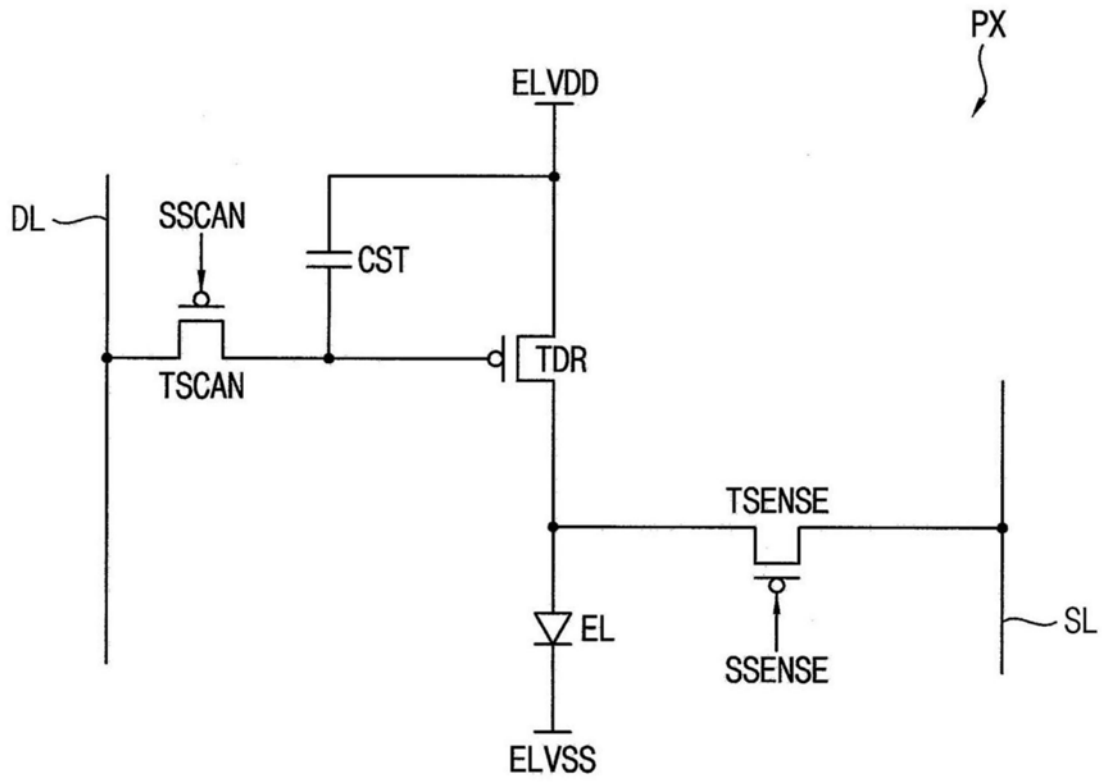 PX
ELVDD
DL
SSCAN
CST
TDR
TSCAN
TSENSE
EL
SL
SSENSE
ELVSS